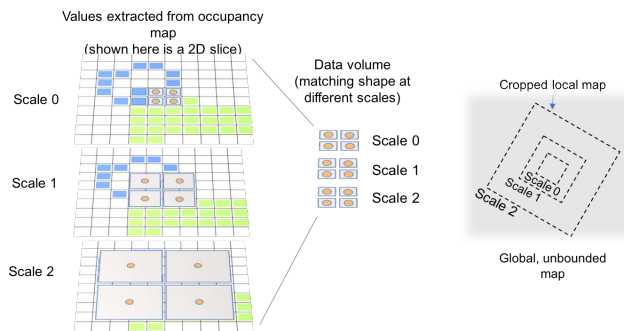 Values extracted from occupancy
map
(shown here is a 2D slice)
Scale 0
Scale 1
Scale 2
Data volume
(matching shape at
different scales)
Scale 0
Scale 1
Scale 2
Cropped local map
Scale 0
Scale 1
Scale 2
Global, unbounded
map